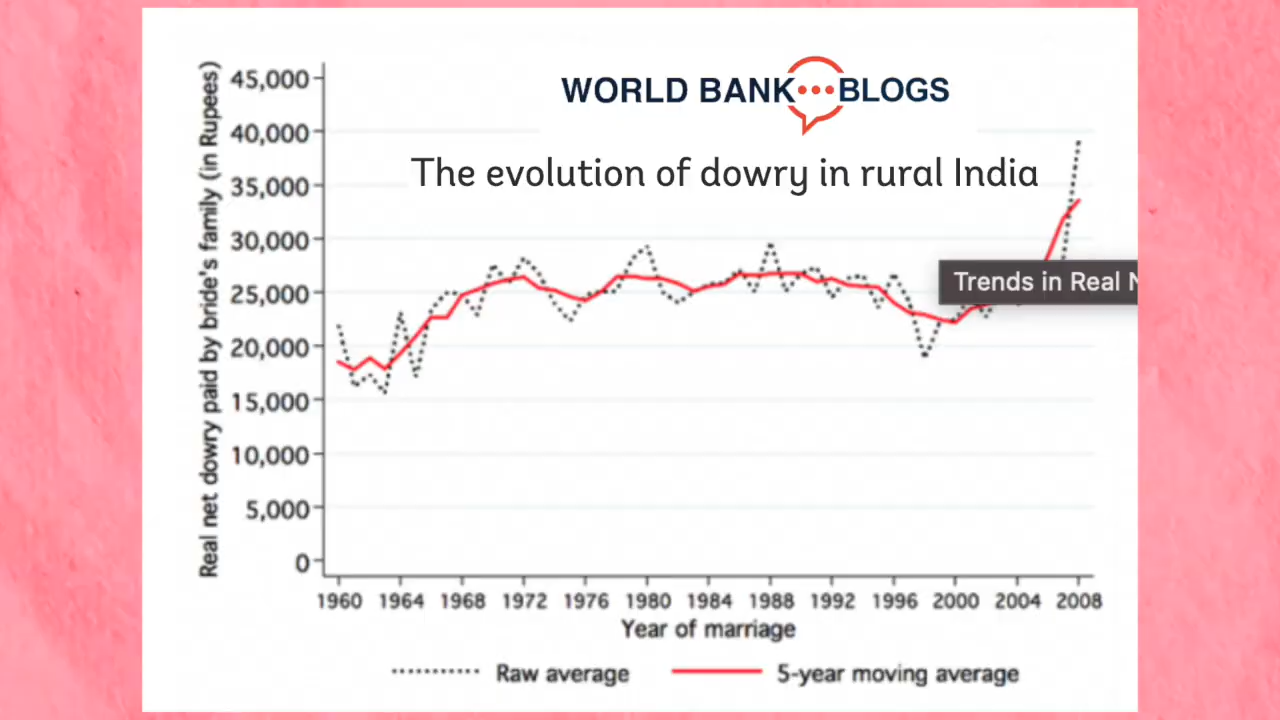 WORLD BANK BLOGS
The evolution of dowry in rural India
Real net dowry paid by bride's family (in Rupees)
45,000
40,000
35,000
30,000
25,000
20,000
15,000
10,000
5,000
0
Trends in Real N
1960 1964 1968 1972 1976 1980 1984 1988 1992 1996 2000 2004 2008
Year of marriage
Raw average 5-year moving average